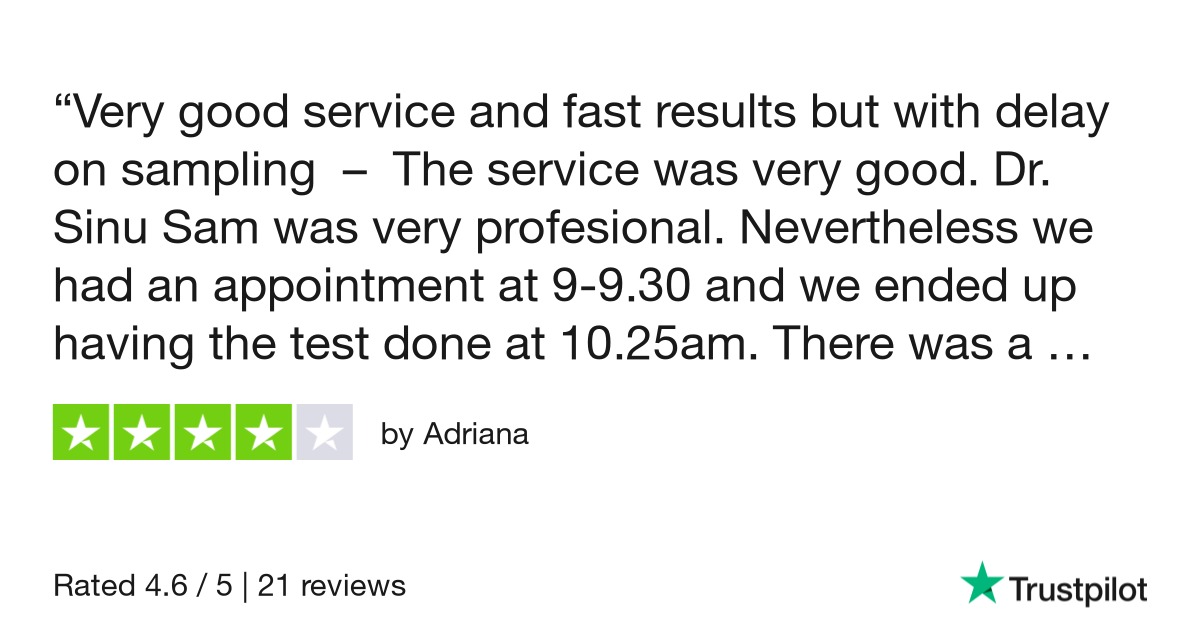 “Very good service and fast results but with delay
on sampling – The service was very good. Dr.
Sinu Sam was very profesional. Nevertheless we
had an appointment at 9-9.30 and we ended up
having the test done at 10.25am. There was a …
by Adriana
Rated 4.6 / 5 | 21 reviews
Trustpilot